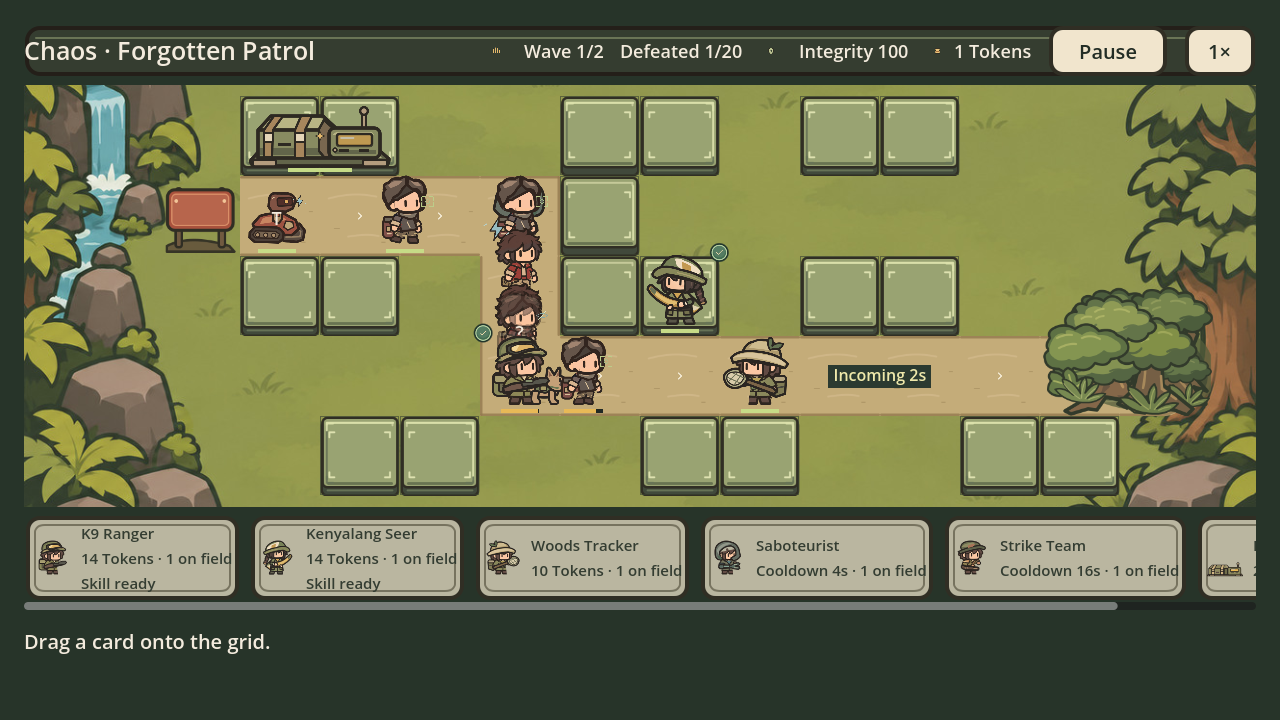 Chaos · Forgotten Patrol
Wave 1/2
Defeated 1/20
Integrity 100
1 Tokens
Pause
1×
?
Incoming 2s
K9 Ranger
14 Tokens · 1 on field
Skill ready
Kenyalang Seer
14 Tokens · 1 on field
Skill ready
Woods Tracker
10 Tokens · 1 on field
Saboteurist
Cooldown 4s · 1 on field
Strike Team
Cooldown 16s · 1 on field
Drag a card onto the grid.